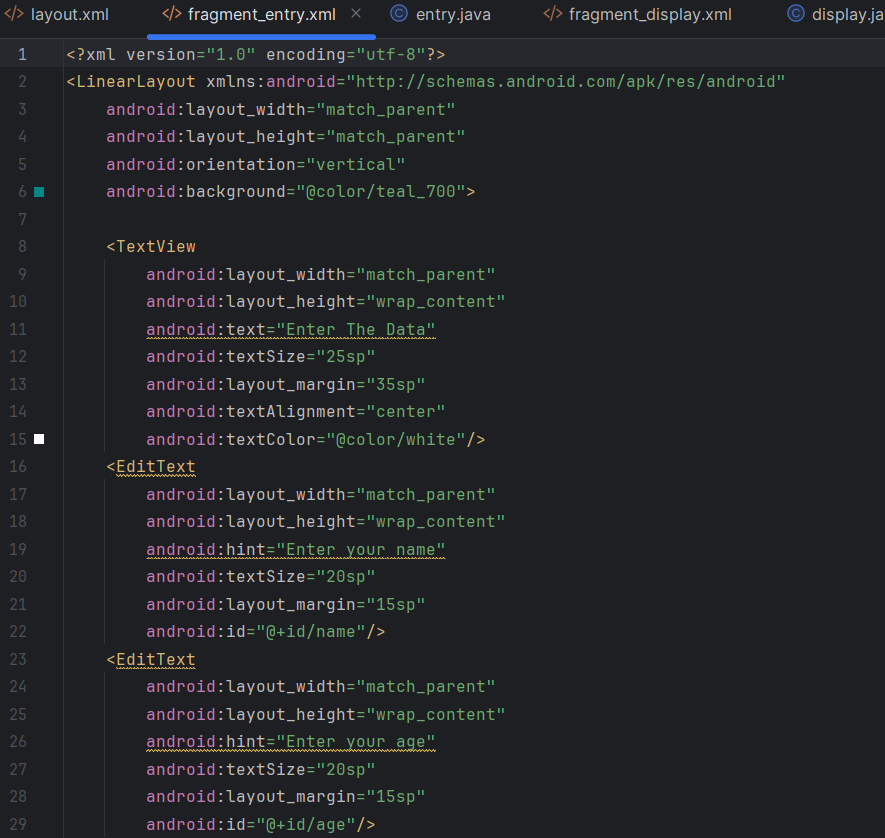 layout.xml
fragment_entry.xml
entry.java
fragment_display.xml
display.ja
1 <?xml version="1.0" encoding="utf-8"?>
2 <LinearLayout xmlns:android="http://schemas.android.com/apk/res/android"
3 android:layout_width="match_parent"
4 android:layout_height="match_parent"
5 android:orientation="vertical"
6 android:background="@color/teal_700">
7
8 <TextView
9 android:layout_width="match_parent"
10 android:layout_height="wrap_content"
11 android:text="Enter The Data"
12 android:textSize="25sp"
13 android:layout_margin="35sp"
14 android:textAlignment="center"
15 android:textColor="@color/white"/>
16 <EditText
17 android:layout_width="match_parent"
18 android:layout_height="wrap_content"
19 android:hint="Enter your name"
20 android:textSize="20sp"
21 android:layout_margin="15sp"
22 android:id="@+id/name"/>
23 <EditText
24 android:layout_width="match_parent"
25 android:layout_height="wrap_content"
26 android:hint="Enter your age"
27 android:textSize="20sp"
28 android:layout_margin="15sp"
29 android:id="@+id/age"/>